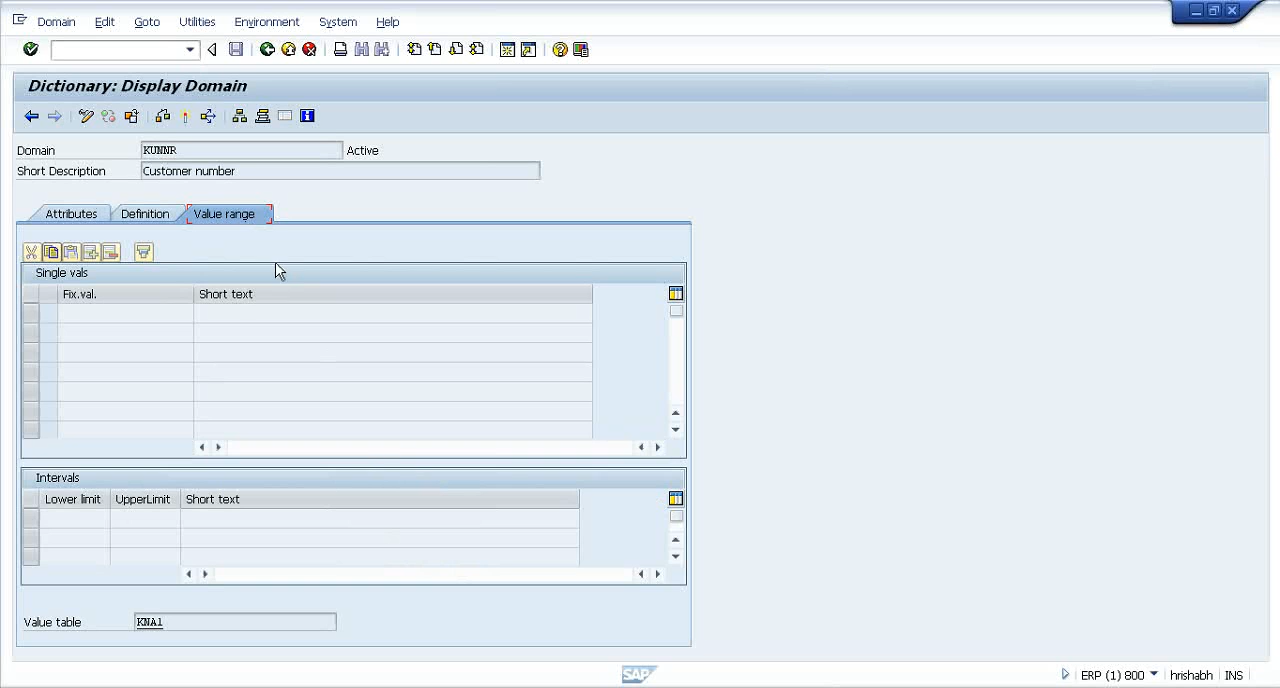 Domain Edit Goto Utilities Environment System Help
Dictionary: Display Domain
Domain KUNNR Active
Short Description Customer number
Attributes Definition Value range
Single vals
Fix.val. Short text
Intervals
Lower limit UpperLimit Short text
Value table KNA1
SAP ERP (1) 800 hrishabh INS